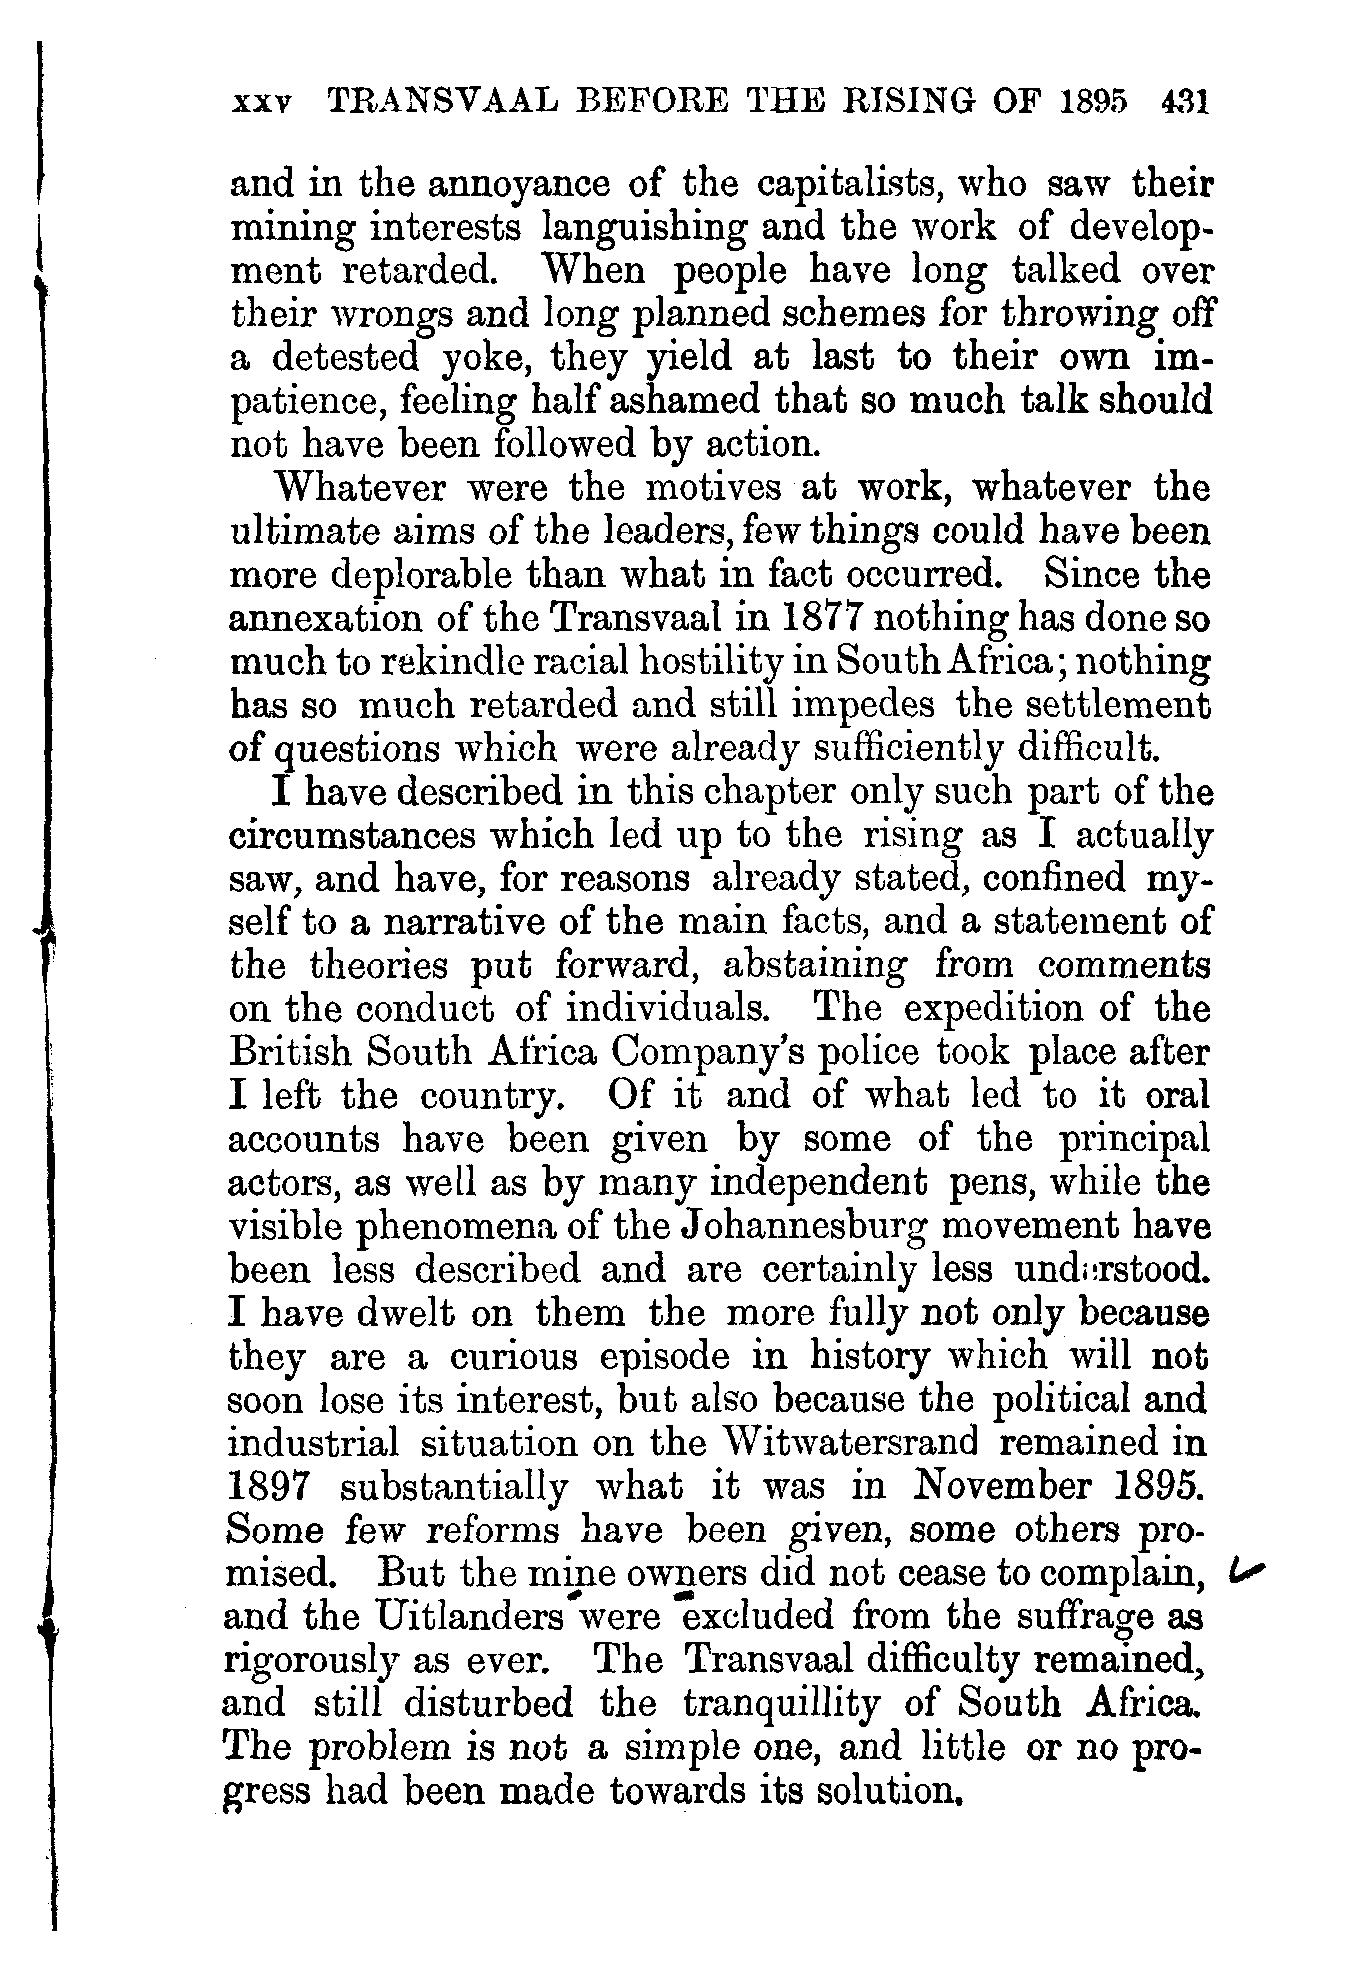 xxv TRANSVAAL BEFORE THE RISING OF 1895 431
and in the annoyance of the capitalists, who saw their
mining interests languishing and the work of develop-
ment retarded. When people have long talked over
their wrongs and long planned schemes for throwing off
a detested yoke, they yield at last to their own im-
patience, feeling half ashamed that so much talk should
not have been followed by action.
Whatever were the motives at work, whatever the
ultimate aims of the leaders, few things could have been
more deplorable than what in fact occurred. Since the
annexation of the Transvaal in 1877 nothing has done so
much to rekindle racial hostility in South Africa; nothing
has so much retarded and still impedes the settlement
of questions which were already sufficiently difficult.
I have described in this chapter only such part of the
circumstances which led up to the rising as I actually
saw, and have, for reasons already stated, confined my-
self to a narrative of the main facts, and a statement of
the theories put forward, abstaining from comments
on the conduct of individuals. The expedition of the
British South Africa Company's police took place after
I left the country. Of it and of what led to it oral
accounts have been given by some of the principal
actors, as well as by many independent pens, while the
visible phenomena of the Johannesburg movement have
been less described and are certainly less understood.
I have dwelt on them the more fully not only because
they are a curious episode in history which will not
soon lose its interest, but also because the political and
industrial situation on the Witwatersrand remained in
1897 substantially what it was in November 1895.
Some few reforms have been given, some others pro-
mised. But the mine owners did not cease to complain,
and the Uitlanders were excluded from the suffrage as
rigorously as ever. The Transvaal difficulty remained,
and still disturbed the tranquillity of South Africa.
The problem is not a simple one, and little or no pro-
gress had been made towards its solution.